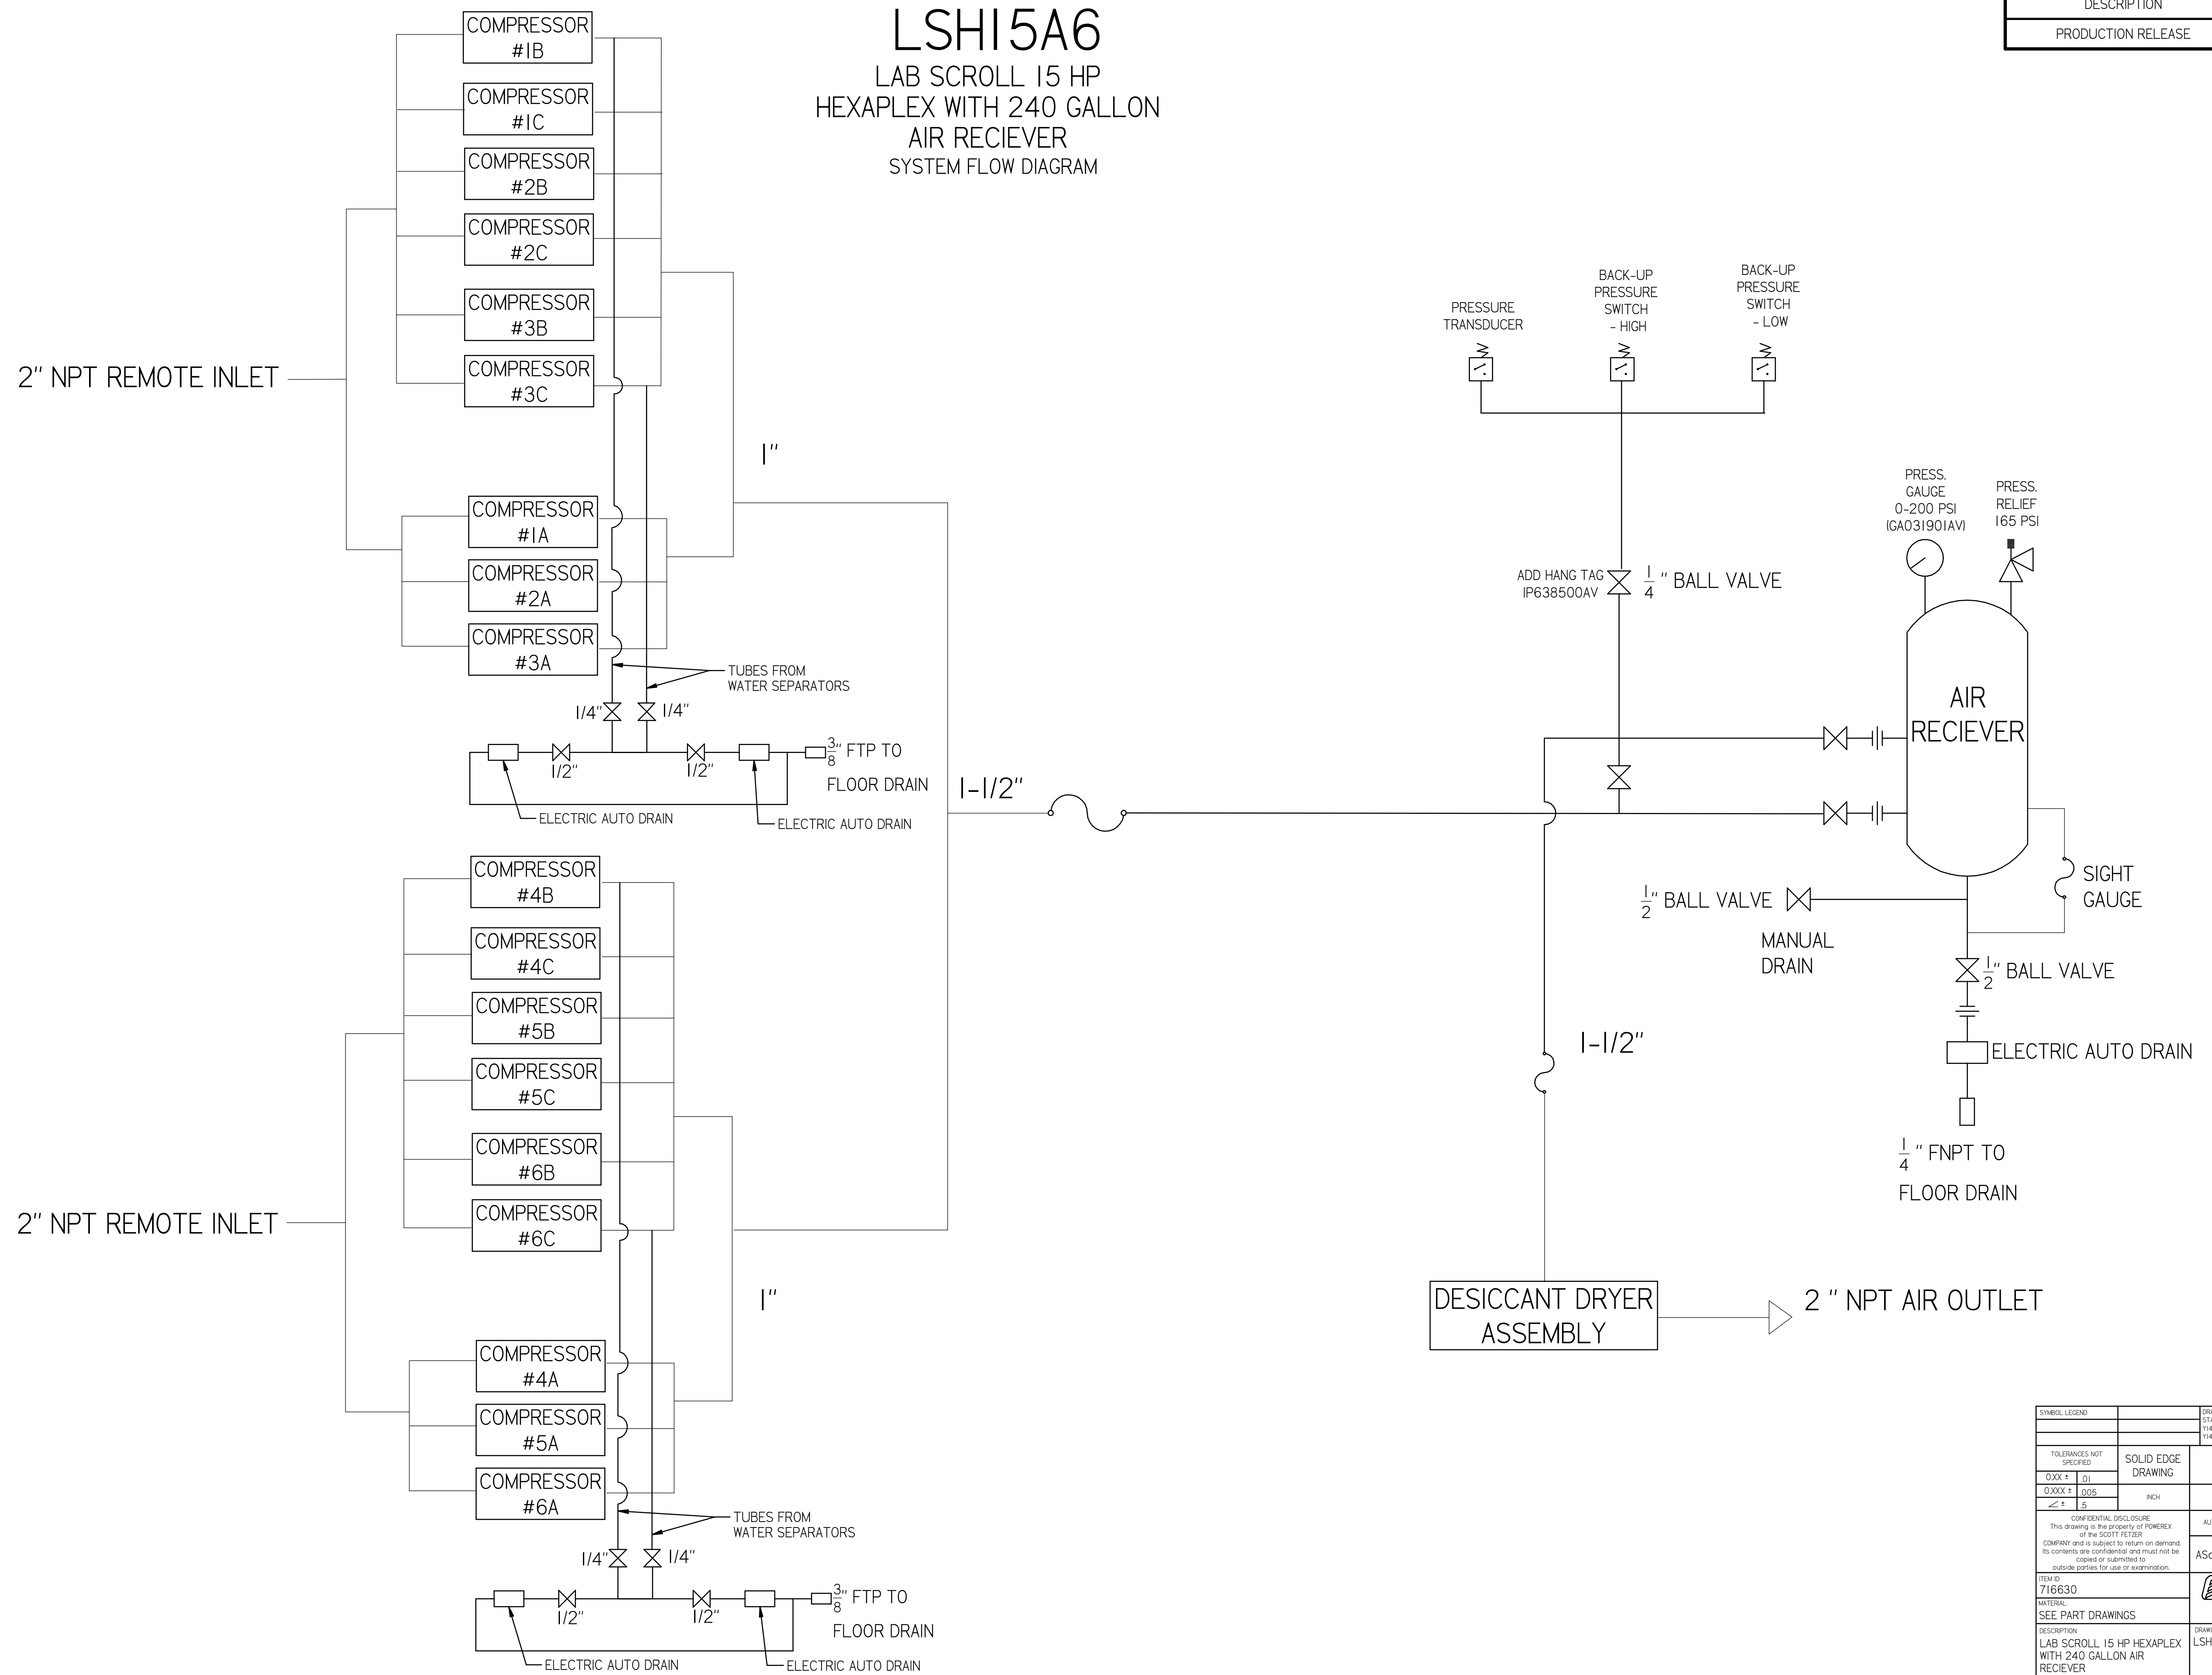 LSH15A6
LAB SCROLL 15 HP
HEXAPLEX WITH 240 GALLON
AIR RECIEVER
SYSTEM FLOW DIAGRAM
DESCRIPTION
PRODUCTION RELEASE
COMPRESSOR
#1B
COMPRESSOR
#1C
COMPRESSOR
#2B
COMPRESSOR
#2C
COMPRESSOR
#3B
COMPRESSOR
#3C
2" NPT REMOTE INLET
1"
COMPRESSOR
#1A
COMPRESSOR
#2A
COMPRESSOR
#3A
TUBES FROM
WATER SEPARATORS
1/4"
1/4"
1/2"
1/2"
3/8" FTP TO
FLOOR DRAIN
ELECTRIC AUTO DRAIN
ELECTRIC AUTO DRAIN
1-1/2"
COMPRESSOR
#4B
COMPRESSOR
#4C
COMPRESSOR
#5B
COMPRESSOR
#5C
COMPRESSOR
#6B
COMPRESSOR
#6C
2" NPT REMOTE INLET
1"
COMPRESSOR
#4A
COMPRESSOR
#5A
COMPRESSOR
#6A
TUBES FROM
WATER SEPARATORS
1/4"
1/4"
1/2"
1/2"
3/8" FTP TO
FLOOR DRAIN
ELECTRIC AUTO DRAIN
ELECTRIC AUTO DRAIN
PRESSURE
TRANSDUCER
BACK-UP
PRESSURE
SWITCH
- HIGH
BACK-UP
PRESSURE
SWITCH
- LOW
PRESS.
GAUGE
0-200 PSI
(GA031901AV)
PRESS.
RELIEF
165 PSI
ADD HANG TAG
IP638500AV
1/4 " BALL VALVE
AIR
RECIEVER
SIGHT
GAUGE
1/2" BALL VALVE
MANUAL
DRAIN
1/2" BALL VALVE
ELECTRIC AUTO DRAIN
1/4 " FNPT TO
FLOOR DRAIN
1-1/2"
DESICCANT DRYER
ASSEMBLY
2 " NPT AIR OUTLET
SYMBOL LEGEND
TOLERANCES NOT
SPECIFIED
SOLID EDGE
DRAWING
0.XX ± .01
0.XXX ± .005
∠ ± .5
INCH
CONFIDENTIAL DISCLOSURE
This drawing is the property of POWEREX
of the SCOTT FETZER
COMPANY and is subject to return on demand.
Its contents are confidential and must not be
copied or submitted to
outside parties for use or examination.
ITEM ID
716630
MATERIAL:
SEE PART DRAWINGS
DESCRIPTION
LAB SCROLL 15 HP HEXAPLEX
WITH 240 GALLON AIR
RECIEVER